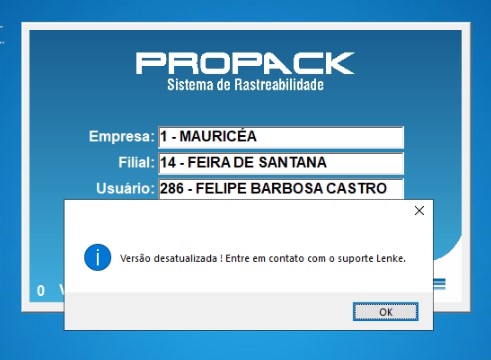 PROPACK
Sistema de Rastreabilidade
Empresa: 1 - MAURICÉA
Filial: 14 - FEIRA DE SANTANA
Usuário: 286 - FELIPE BARBOSA CASTRO
Versão desatualizada ! Entre em contato com o suporte Lenke.
0 V
OK